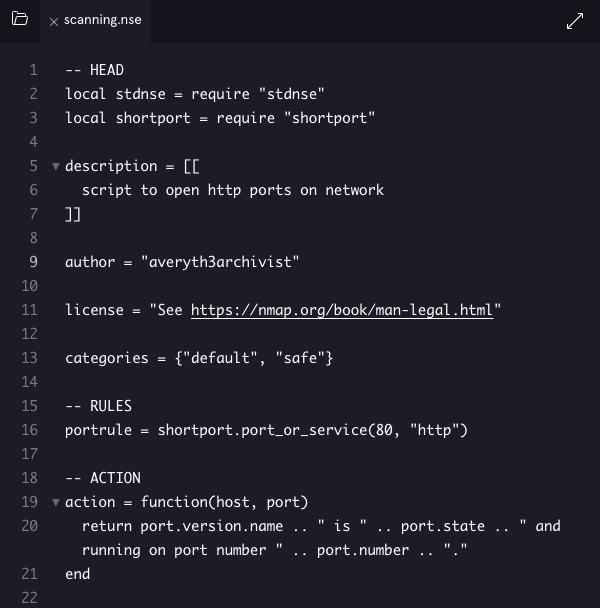 scanning.nse
1 -- HEAD
2 local stdnse = require "stdnse"
3 local shortport = require "shortport"
4
5 description = [[
6   script to open http ports on network
7 ]]
8
9 author = "averyth3archivist"
10
11 license = "See https://nmap.org/book/man-legal.html"
12
13 categories = {"default", "safe"}
14
15 -- RULES
16 portrule = shortport.port_or_service(80, "http")
17
18 -- ACTION
19 action = function(host, port)
20   return port.version.name .. " is " .. port.state .. " and
running on port number " .. port.number .. "."
21 end
22